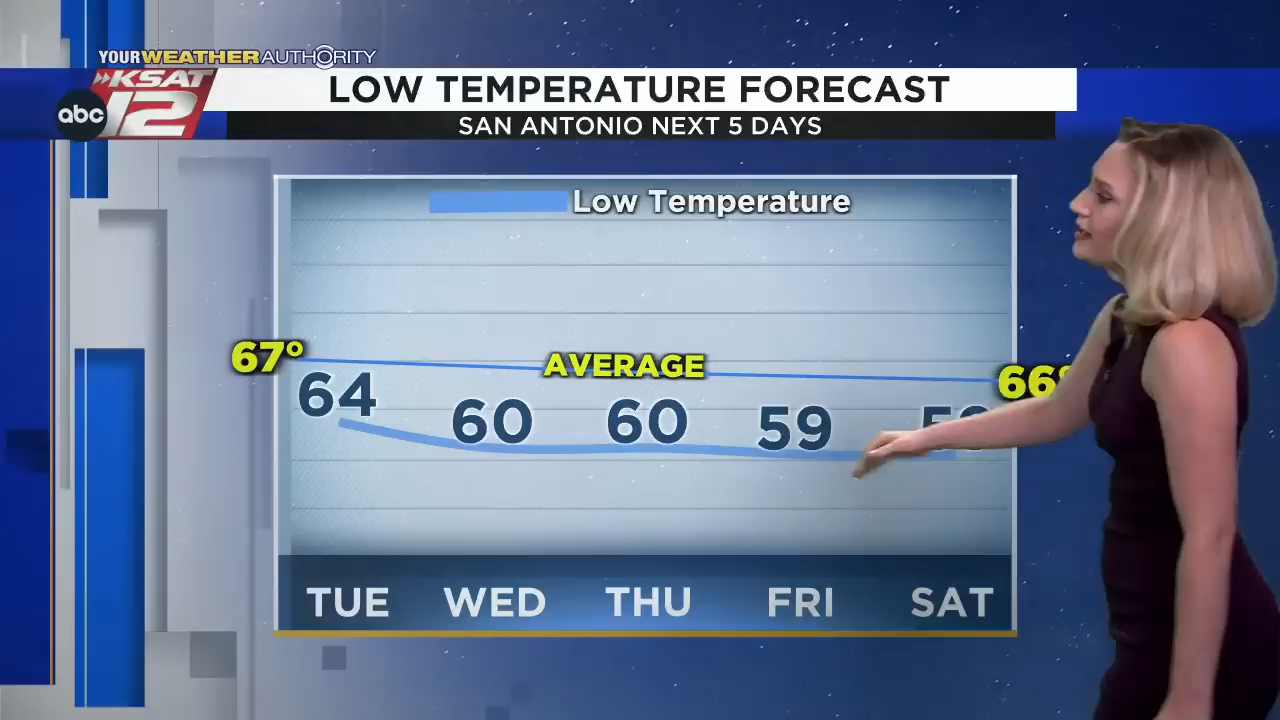 YOURWEATHERAUTHORITY
KSAT
abc 12
LOW TEMPERATURE FORECAST
SAN ANTONIO NEXT 5 DAYS
Low Temperature
67° AVERAGE 66°
64 60 60 59
TUE WED THU FRI SAT